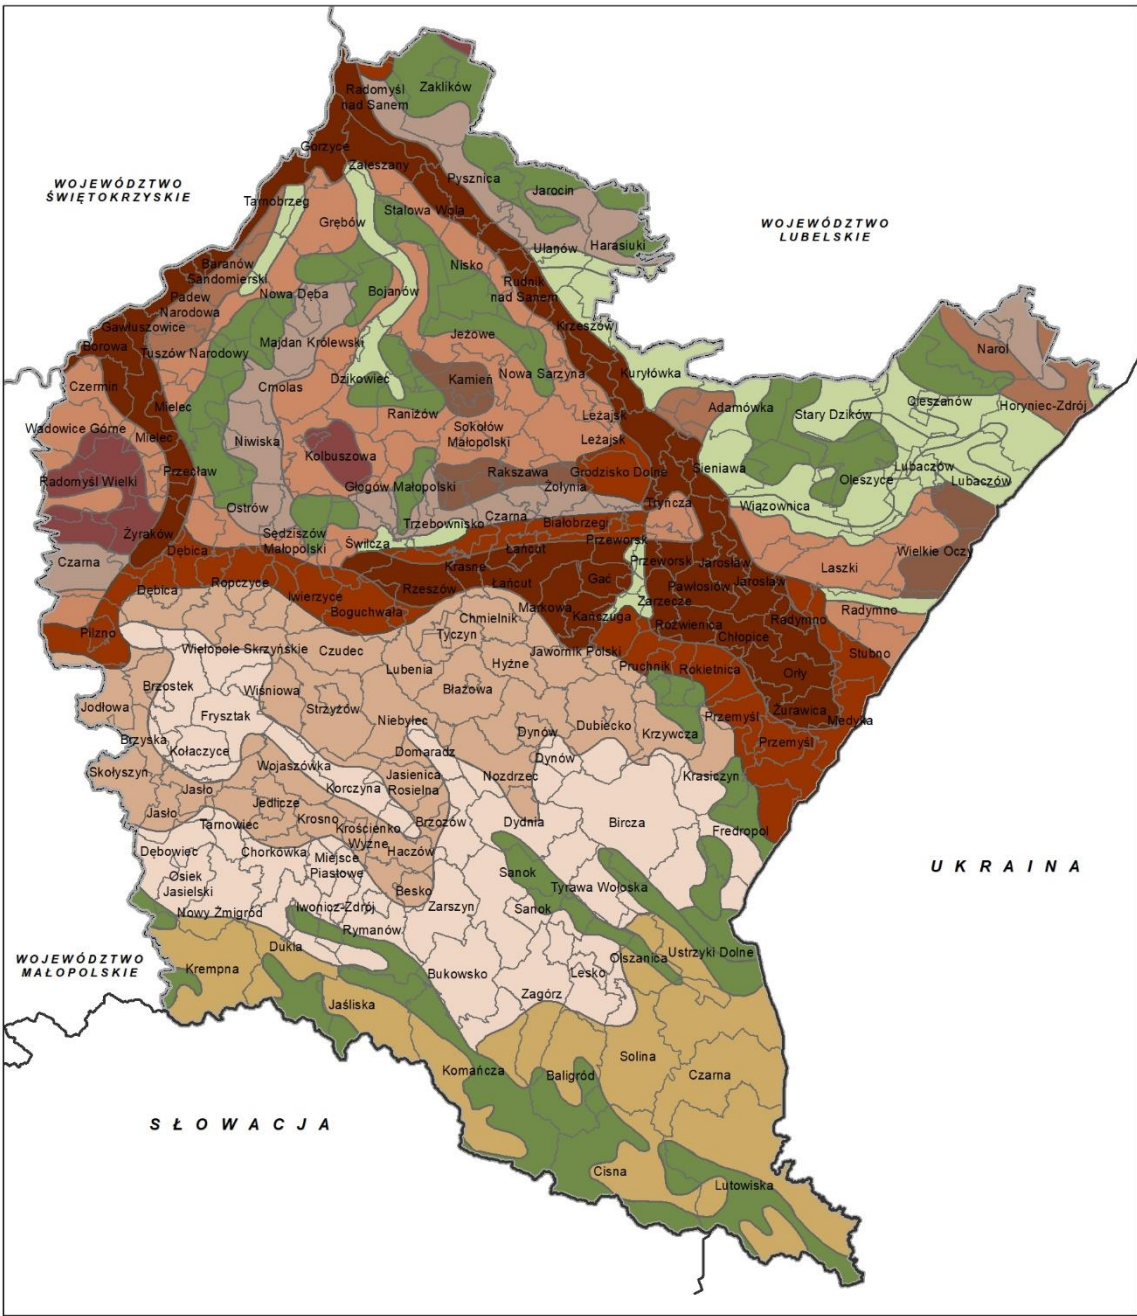 Zaklików
Radomyśl
nad Sanem
Gorzyce
Zaleszany
Pysznica
WOJEWÓDZTWO
ŚWIĘTOKRZYSKIE
Jarocin
Tarnobrzeg
Stalowa Wola
Grębów
WOJEWÓDZTWO
LUBELSKIE
Ulanów
Harasiuki
Baranów
Sandomierski
Nisko
Rudnik
nad Sanem
Nowa Dęba
Bojanów
Padew
Narodowa
Gawłuszowice
Krzeszów
Borowa
Tuszów Narodowy
Majdan Królewski
Jeżowe
Narol
Czermin
Cmolas
Dzikowiec
Kamień
Nowa Sarzyna
Kuryłówka
Mielec
Adamówka
Stary Dzików
Cieszanów
Horyniec-Zdrój
Raniżów
Leżajsk
Wadowice Górne
Mielec
Niwiska
Sokołów
Małopolski
Leżajsk
Kolbuszowa
Przecław
Rakszawa
Grodzisko Dolne
Sieniawa
Lubaczów
Oleszyce
Lubaczów
Radomyśl Wielki
Głogów Małopolski
Żołynia
Tryńcza
Wiązownica
Ostrów
Czarna
Trzebownisko
Białobrzegi
Żyraków
Sędziszów
Małopolski
Świlcza
Przeworsk
Dębica
Łańcut
Wielkie Oczy
Czarna
Krasne
Przeworsk
Jarosław
Laszki
Dębica
Ropczyce
Iwierzyce
Rzeszów
Łańcut
Gać
Pawłosiów
Jarosław
Boguchwała
Markowa
Zarzecze
Radymno
Kańczuga
Roźwienica
Radymno
Pilzno
Chmielnik
Chłopice
Tyczyn
Wielopole Skrzyńskie
Czudec
Jawornik Polski
Stubno
Lubenia
Hyżne
Pruchnik
Rokietnica
Orły
Brzostek
Wiśniowa
Błażowa
Jodłowa
Strzyżów
Żurawica
Frysztak
Niebylec
Dubiecko
Przemyśl
Medyka
Brzyska
Dynów
Krzywcza
Przemyśl
Kołaczyce
Domaradz
Dynów
Skołyszyn
Wojaszówka
Jasienica
Rosielna
Nozdrzec
Krasiczyn
Jasło
Korczyna
Jedlicze
Jasło
Krosno
Brzozów
Dydnia
Bircza
Tarnowiec
Krościenko
Wyżne
Fredropol
Dębowiec
Chorkówka
Miejsce
Piastowe
Haczów
UKRAINA
Osiek
Jasielski
Besko
Sanok
Tyrawa Wołoska
Nowy Żmigród
Iwonicz-Zdrój
Zarszyn
Sanok
Rymanów
WOJEWÓDZTWO
MAŁOPOLSKIE
Dukla
Ustrzyki Dolne
Olszanica
Krempna
Bukowsko
Lesko
Zagórz
Jaśliska
Solina
Komańcza
Baligród
Czarna
SŁOWACJA
Cisna
Lutowiska